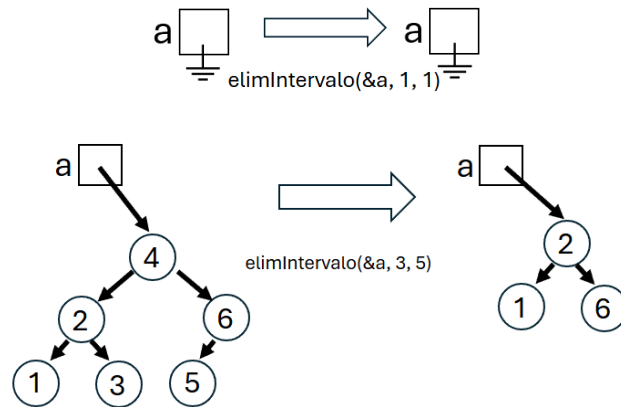 a
a
elimIntervalo(&a, 1, 1)
a
a
4
2
elimIntervalo(&a, 3, 5)
2
6
1
6
1
3
5